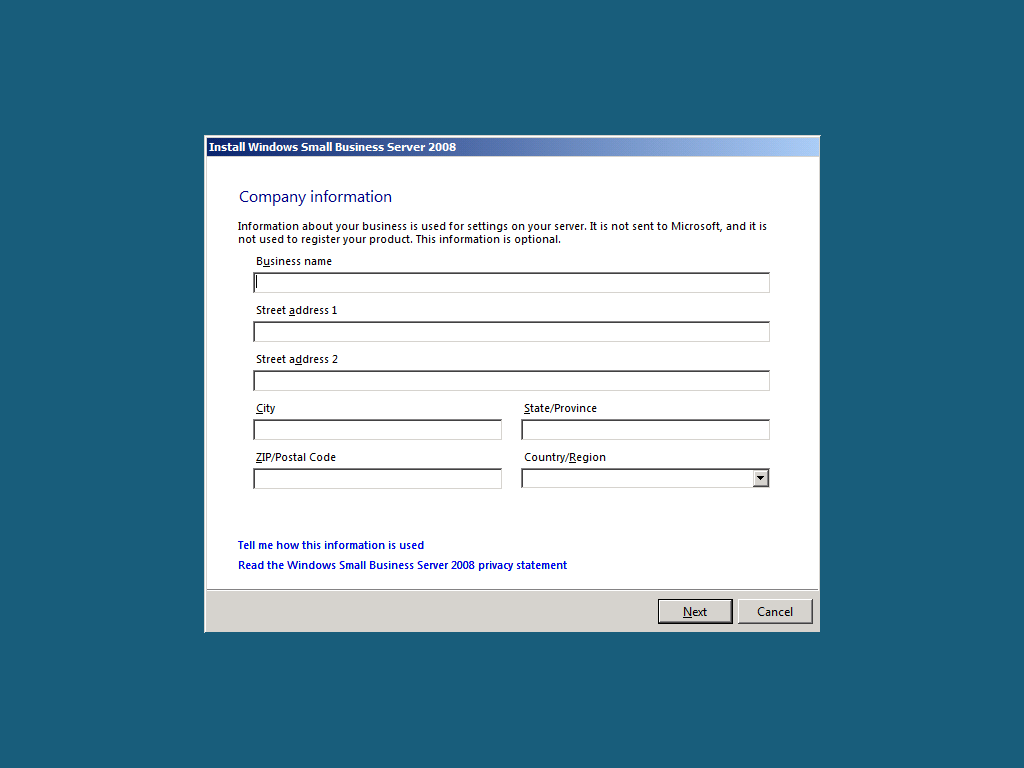 Install Windows Small Business Server 2008
Company information
Information about your business is used for settings on your server. It is not sent to Microsoft, and it is
not used to register your product. This information is optional.
Business name
Street address 1
Street address 2
City
State/Province
ZIP/Postal Code
Country/Region
Tell me how this information is used
Read the Windows Small Business Server 2008 privacy statement
Next
Cancel